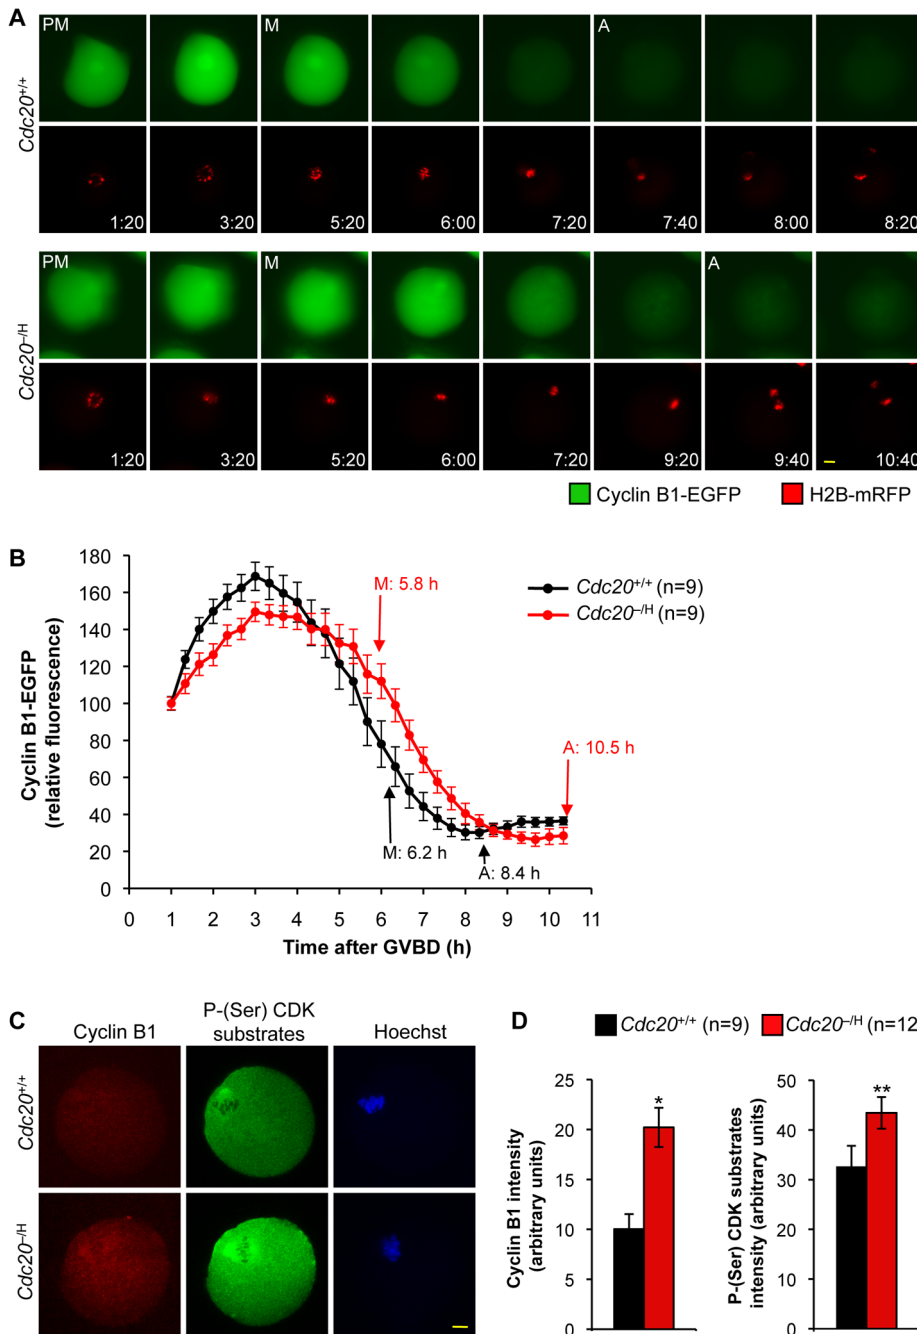 A
PM M A
Cdc20+/+
1:20 3:20 5:20 6:00 7:20 7:40 8:00 8:20
PM M A
Cdc20–/H
1:20 3:20 5:20 6:00 7:20 9:20 9:40 10:40
Cyclin B1-EGFP H2B-mRFP
B
Cyclin B1-EGFP
(relative fluorescence)
180
160
140
120
100
80
60
40
20
0
M: 5.8 h
Cdc20+/+ (n=9)
Cdc20–/H (n=9)
A: 10.5 h
M: 6.2 h
A: 8.4 h
0 1 2 3 4 5 6 7 8 9 10 11
Time after GVBD (h)
C
Cyclin B1
P-(Ser) CDK
substrates
Hoechst
Cdc20+/+
Cdc20–/H
D
Cdc20+/+ (n=9) Cdc20–/H (n=12
Cyclin B1 intensity
(arbitrary units)
25
20
15
10
5
0
*
P-(Ser) CDK substrates
intensity (arbitrary units)
50
40
30
20
10
0
**